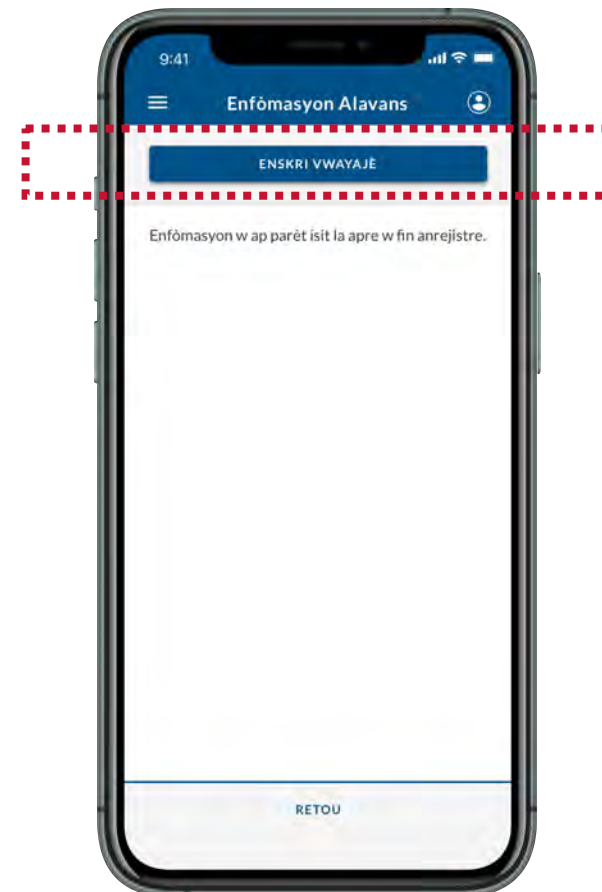 9:41
Enfòmasyon Alavans
ENSKRI VWAYAJÈ
Enfòmasyon w ap parèt isit la apre w fin anrejistre.
RETOU